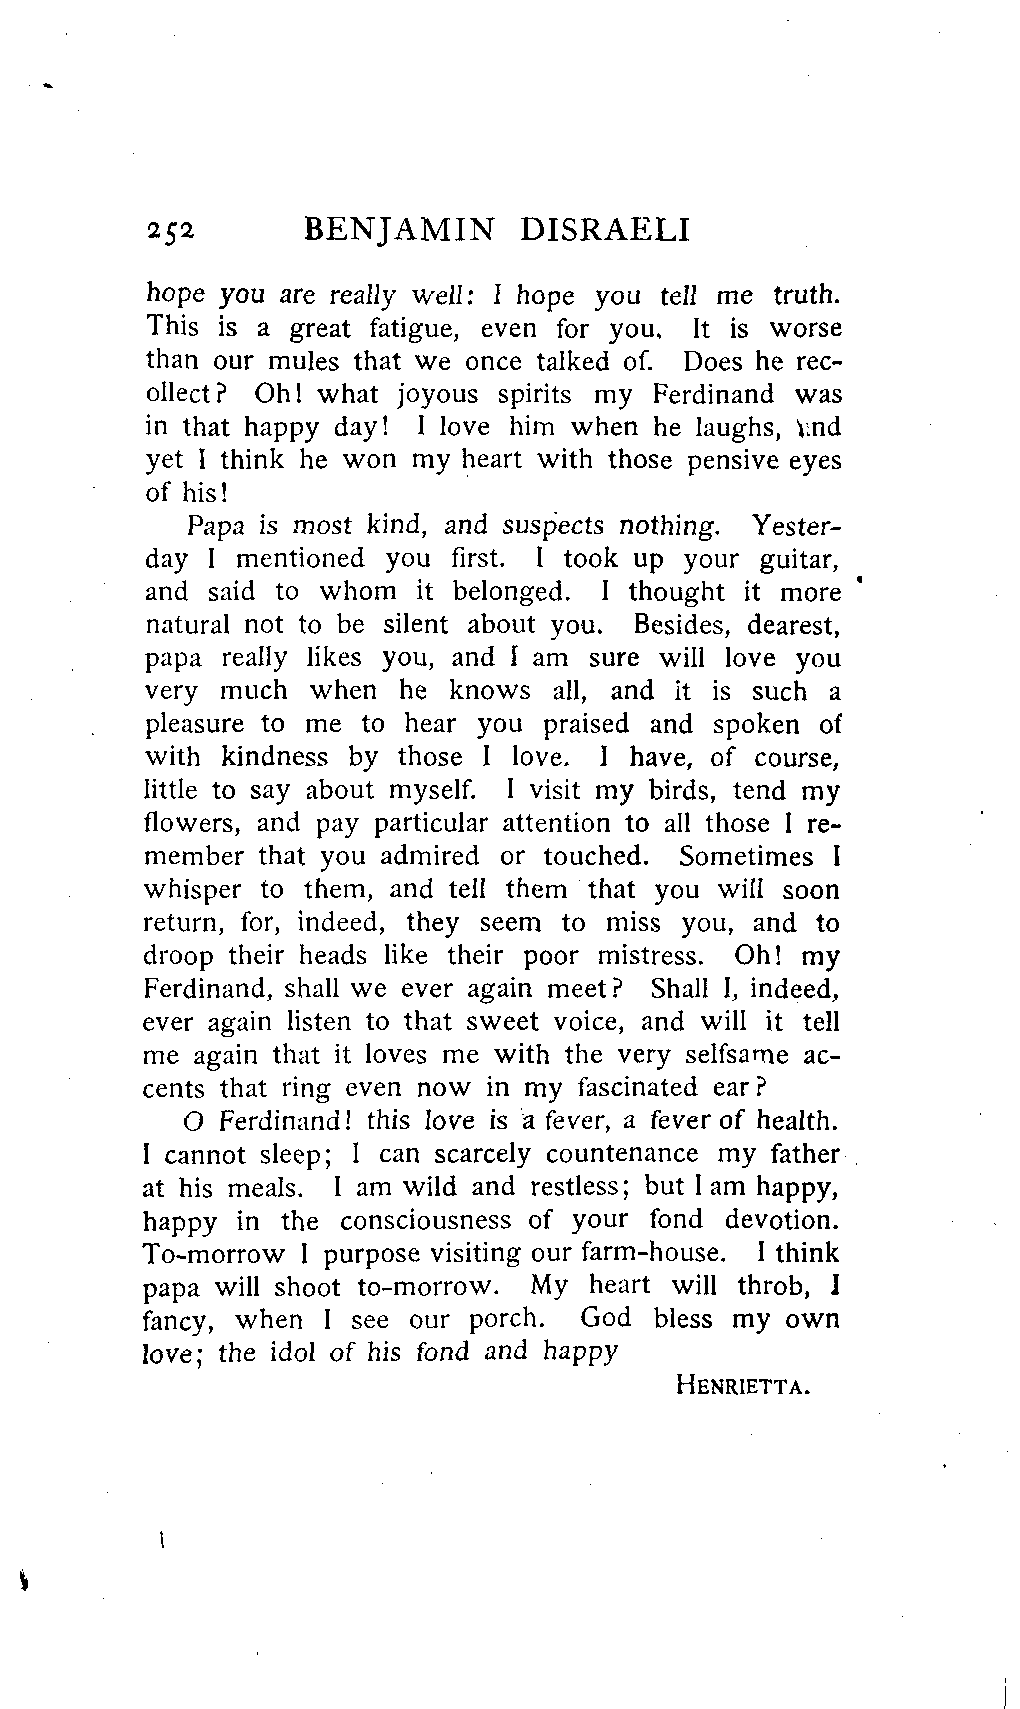 252 BENJAMIN DISRAELI
hope you are really well: I hope you tell me truth.
This is a great fatigue, even for you. It is worse
than our mules that we once talked of. Does he rec-
ollect? Oh! what joyous spirits my Ferdinand was
in that happy day! I love him when he laughs, and
yet I think he won my heart with those pensive eyes
of his!
Papa is most kind, and suspects nothing. Yester-
day I mentioned you first. I took up your guitar,
and said to whom it belonged. I thought it more
natural not to be silent about you. Besides, dearest,
papa really likes you, and I am sure will love you
very much when he knows all, and it is such a
pleasure to me to hear you praised and spoken of
with kindness by those I love. I have, of course,
little to say about myself. I visit my birds, tend my
flowers, and pay particular attention to all those I re-
member that you admired or touched. Sometimes I
whisper to them, and tell them that you will soon
return, for, indeed, they seem to miss you, and to
droop their heads like their poor mistress. Oh! my
Ferdinand, shall we ever again meet? Shall I, indeed,
ever again listen to that sweet voice, and will it tell
me again that it loves me with the very selfsame ac-
cents that ring even now in my fascinated ear?
O Ferdinand! this love is a fever, a fever of health.
I cannot sleep; I can scarcely countenance my father
at his meals. I am wild and restless; but I am happy,
happy in the consciousness of your fond devotion.
To-morrow I purpose visiting our farm-house. I think
papa will shoot to-morrow. My heart will throb, I
fancy, when I see our porch. God bless my own
love; the idol of his fond and happy
HENRIETTA.